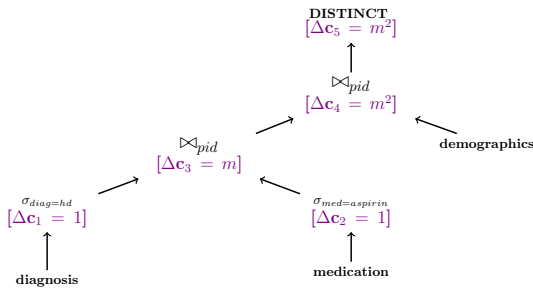 DISTINCT
[Δc₅ = m²]
⋈pid
[Δc₄ = m²]
demographics
⋈pid
[Δc₃ = m]
σdiag=hd
[Δc₁ = 1]
σmed=aspirin
[Δc₂ = 1]
diagnosis
medication